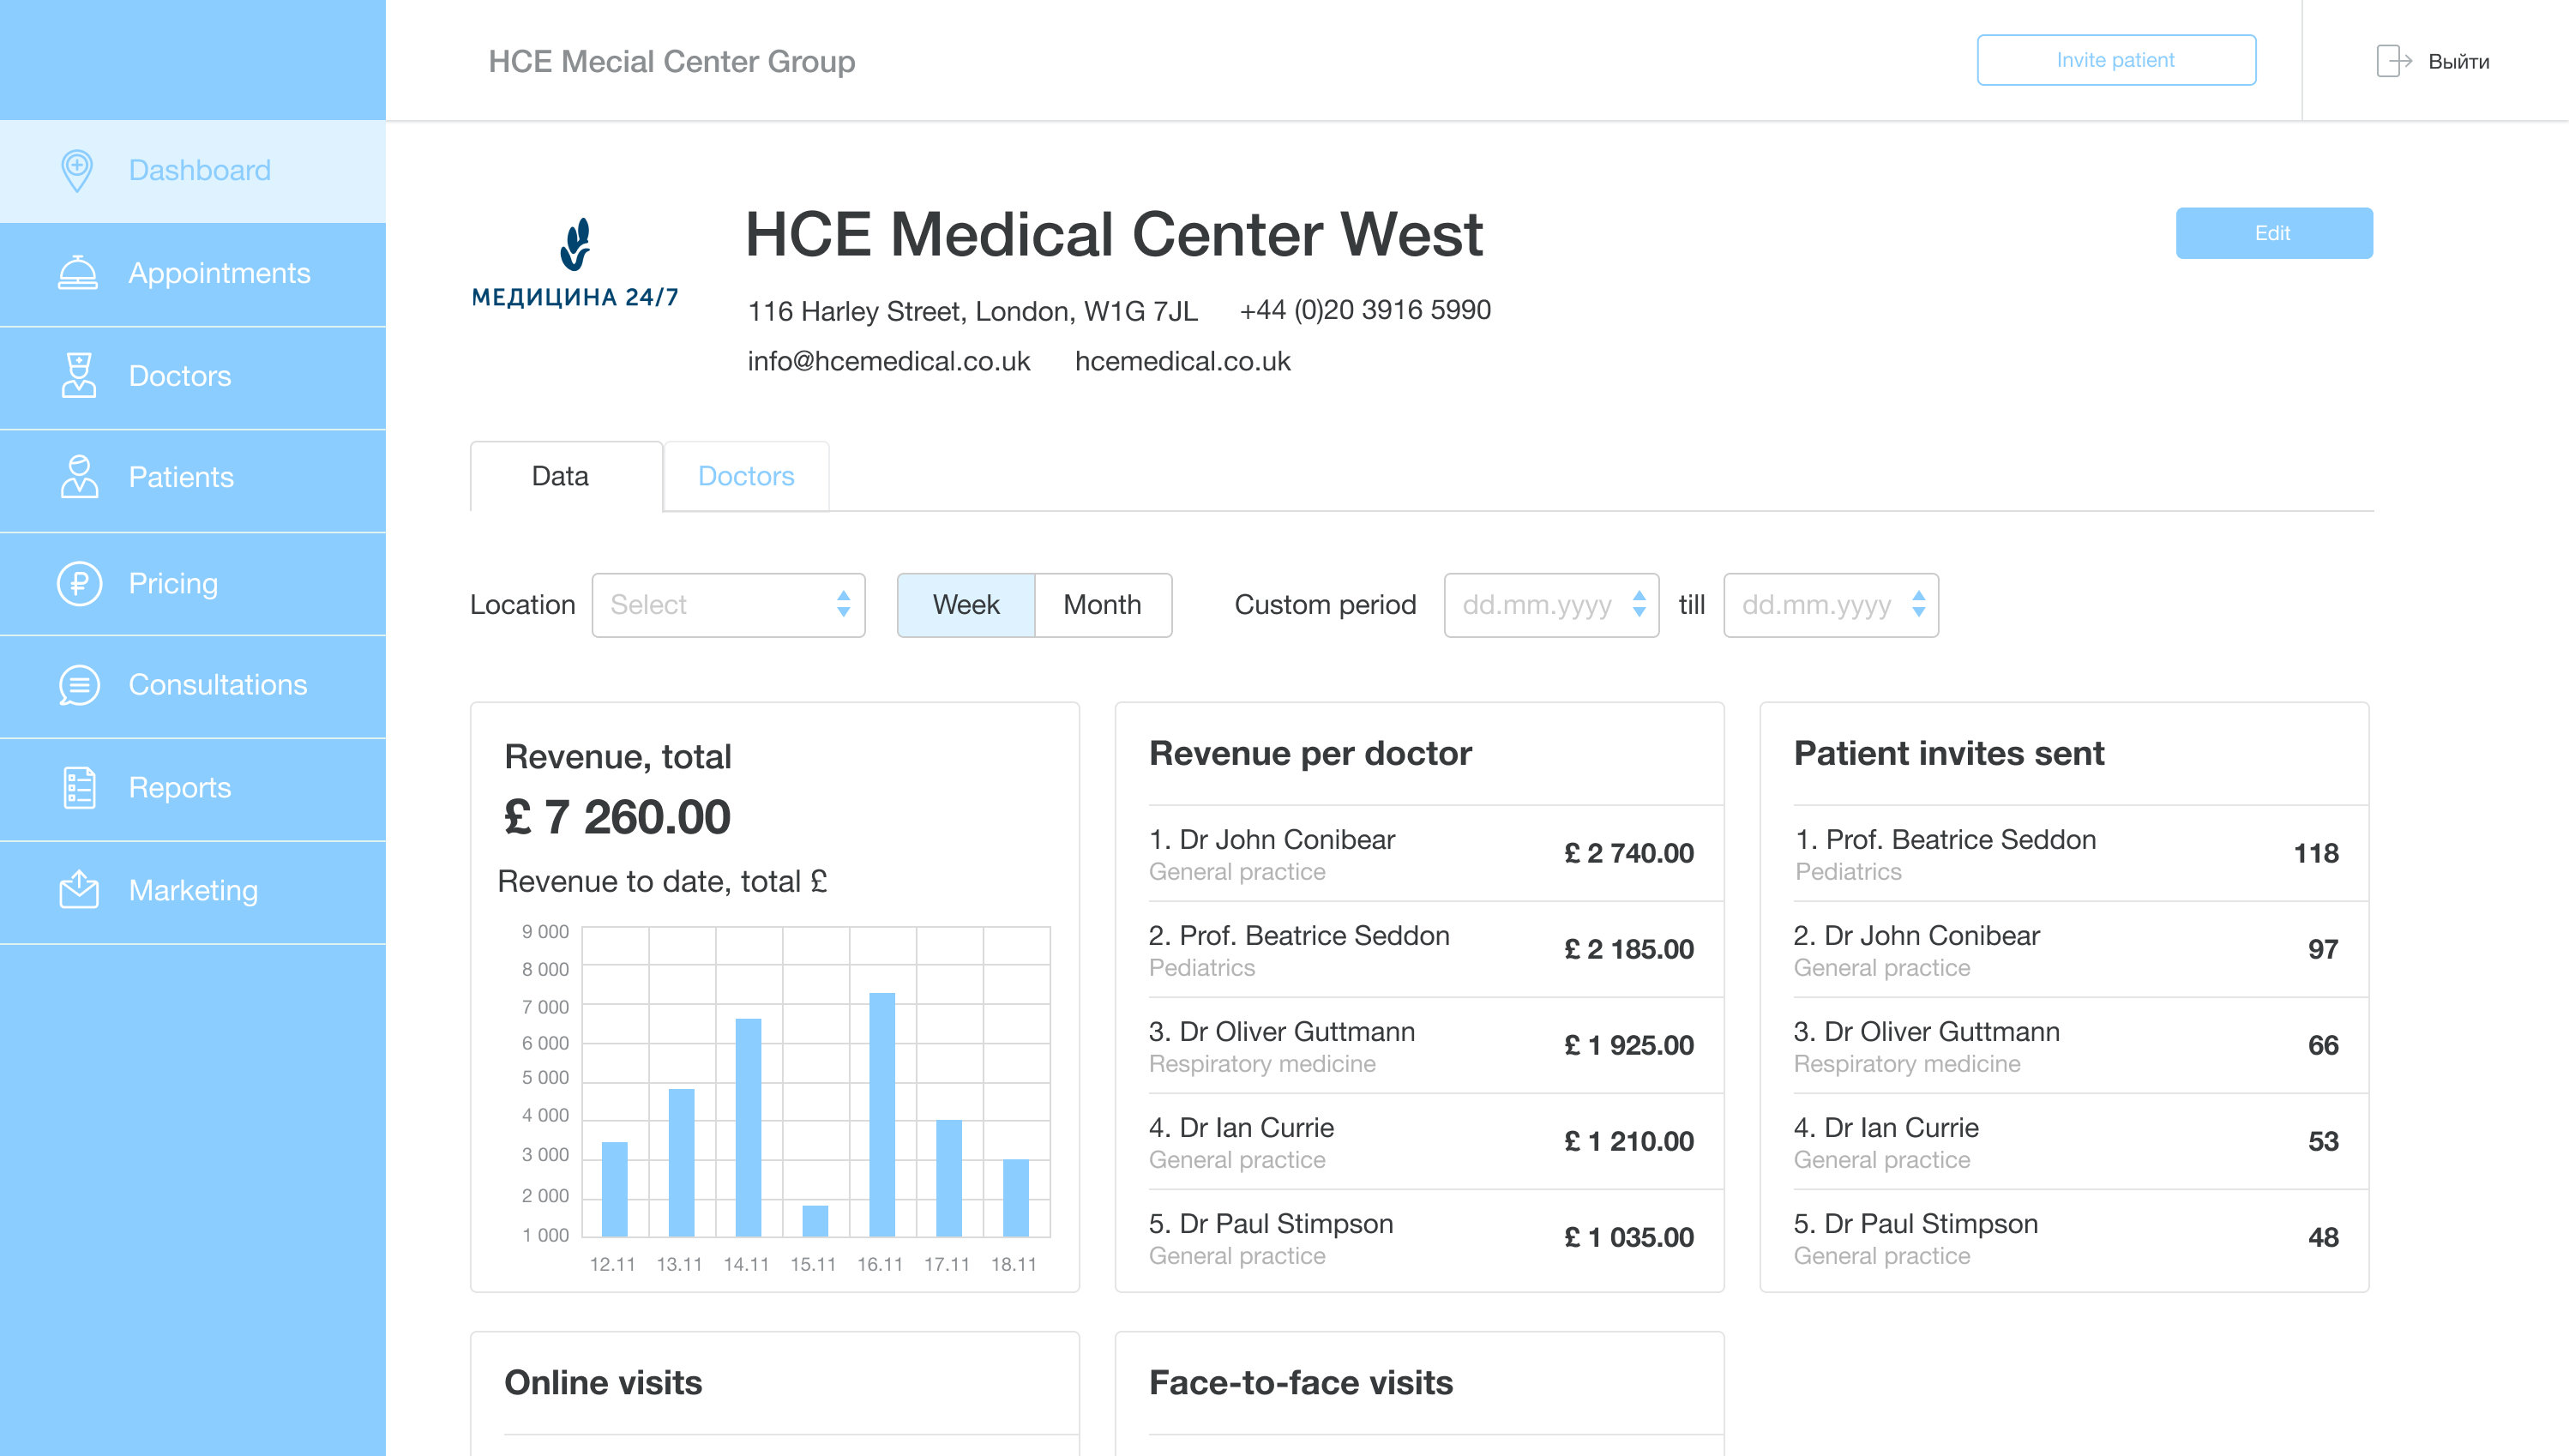 HCE Mecial Center Group
Invite patient
Выйти
Dashboard
Appointments
Doctors
Patients
Pricing
Consultations
Reports
Marketing
МЕДИЦИНА 24/7
HCE Medical Center West
Edit
116 Harley Street, London, W1G 7JL +44 (0)20 3916 5990
info@hcemedical.co.uk hcemedical.co.uk
Data Doctors
Location Select Week Month Custom period dd.mm.yyyy till dd.mm.yyyy
Revenue, total
£ 7 260.00
Revenue to date, total £
9 000
8 000
7 000
6 000
5 000
4 000
3 000
2 000
1 000
12.11 13.11 14.11 15.11 16.11 17.11 18.11
Revenue per doctor
1. Dr John Conibear £ 2 740.00
General practice
2. Prof. Beatrice Seddon £ 2 185.00
Pediatrics
3. Dr Oliver Guttmann £ 1 925.00
Respiratory medicine
4. Dr Ian Currie £ 1 210.00
General practice
5. Dr Paul Stimpson £ 1 035.00
General practice
Patient invites sent
1. Prof. Beatrice Seddon 118
Pediatrics
2. Dr John Conibear 97
General practice
3. Dr Oliver Guttmann 66
Respiratory medicine
4. Dr Ian Currie 53
General practice
5. Dr Paul Stimpson 48
General practice
Online visits
Face-to-face visits